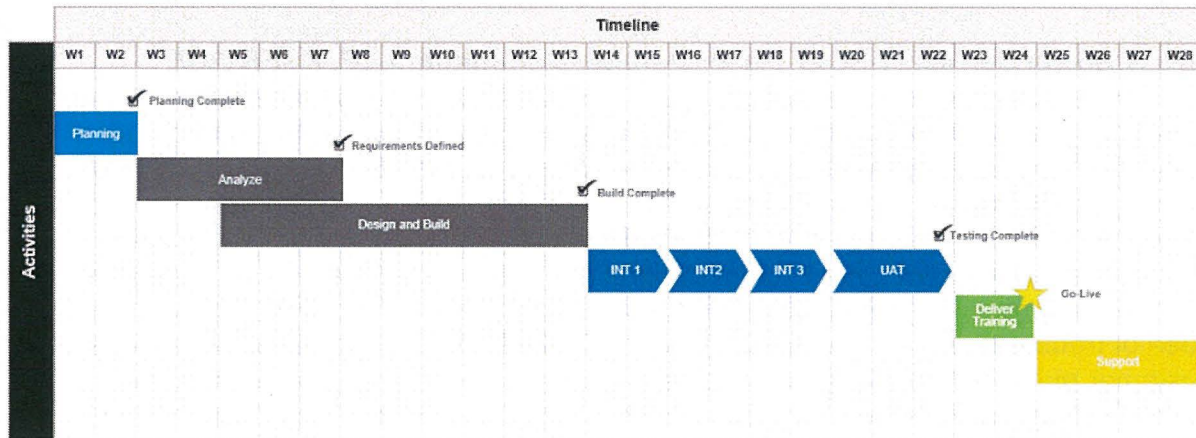 Timeline
W1 W2 W3 W4 W5 W6 W7 W8 W9 W10 W11 W12 W13 W14 W15 W16 W17 W18 W19 W20 W21 W22 W23 W24 W25 W26 W27 W28
Activities
Planning Complete
Planning
Requirements Defined
Analyze
Build Complete
Design and Build
Testing Complete
INT 1 INT2 INT 3 UAT
Go-Live
Deliver
Training
Support